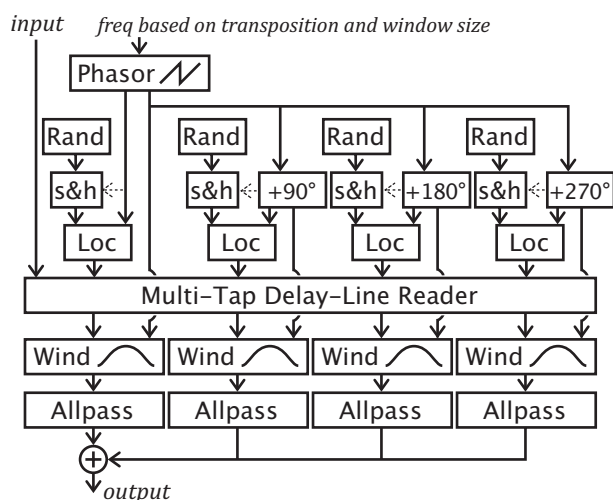 input freq based on transposition and window size
Phasor
Rand Rand Rand Rand
s&h s&h +90° s&h +180° s&h +270°
Loc Loc Loc Loc
Multi-Tap Delay-Line Reader
Wind Wind Wind Wind
Allpass Allpass Allpass Allpass
+
output